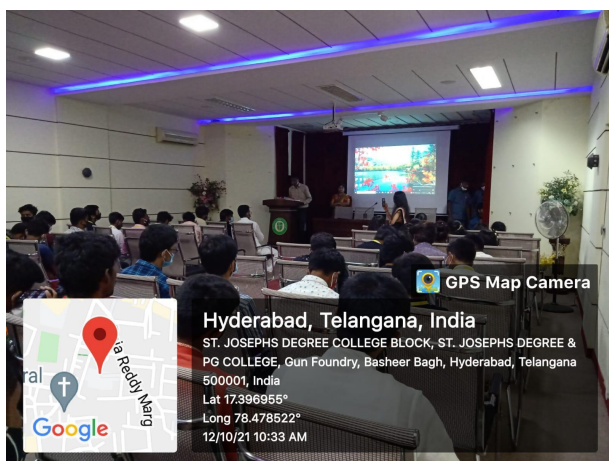 GPS Map Camera
Hyderabad, Telangana, India
ST. JOSEPHS DEGREE COLLEGE BLOCK, ST. JOSEPHS DEGREE &
PG COLLEGE, Gun Foundry, Basheer Bagh, Hyderabad, Telangana
500001, India
Lat 17.396955°
Long 78.478522°
12/10/21 10:33 AM
ral
ia Reddy Marg
Google